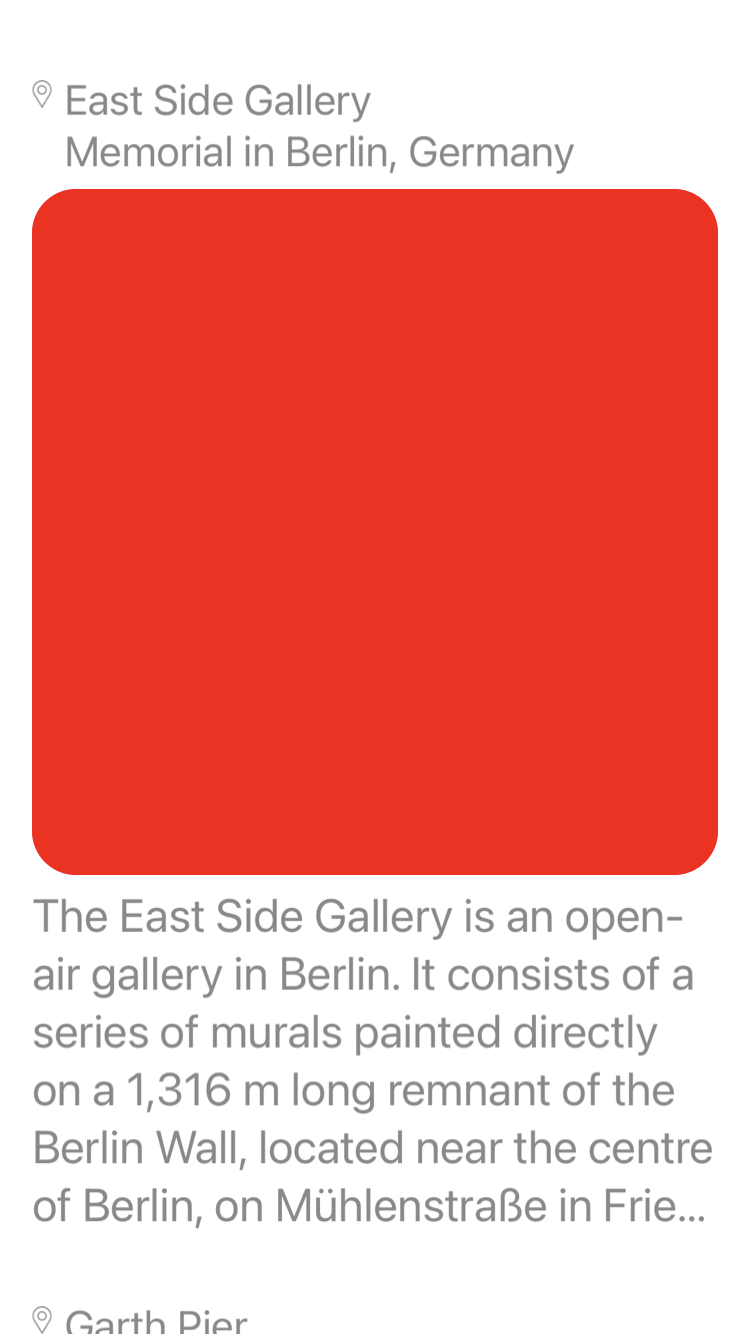 East Side Gallery
Memorial in Berlin, Germany
The East Side Gallery is an open-
air gallery in Berlin. It consists of a
series of murals painted directly
on a 1,316 m long remnant of the
Berlin Wall, located near the centre
of Berlin, on Mühlenstraße in Frie...
Garth Pier